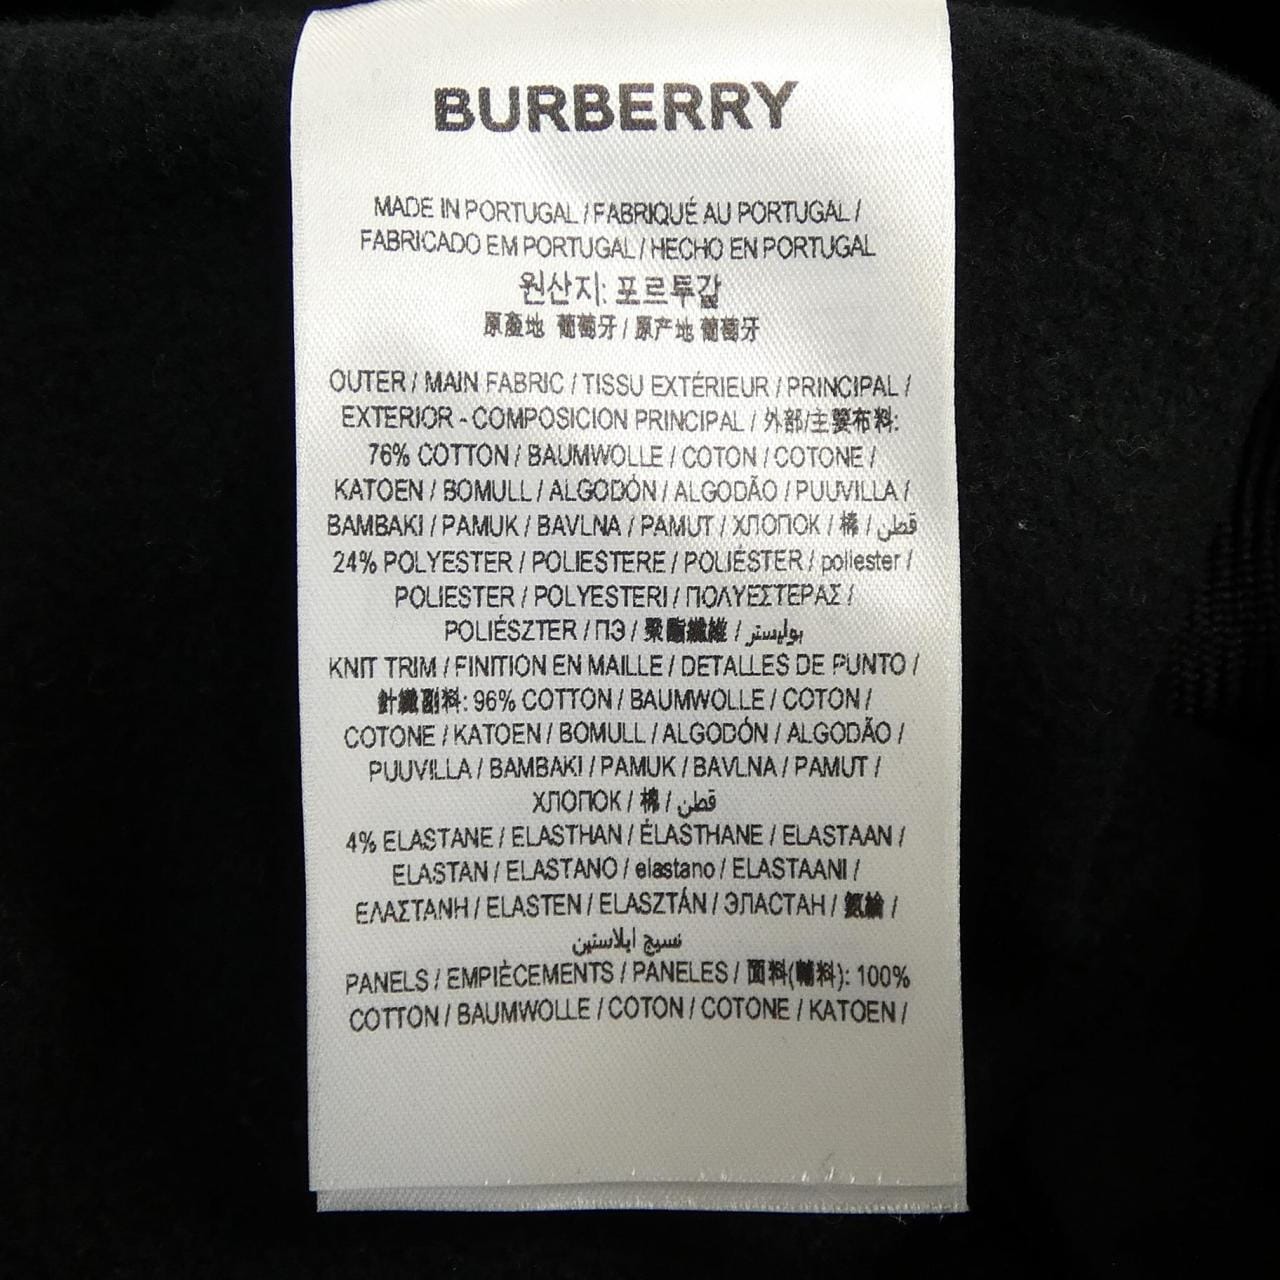 BURBERRY
MADE IN PORTUGAL / FABRIQUÉ AU PORTUGAL /
FABRICADO EM PORTUGAL / HECHO EN PORTUGAL
원산지: 포르투갈
原產地 葡萄牙 / 原产地 葡萄牙
OUTER / MAIN FABRIC / TISSU EXTÉRIEUR / PRINCIPAL /
EXTERIOR - COMPOSICION PRINCIPAL / 外部/主要布料:
76% COTTON / BAUMWOLLE / COTON / COTONE /
KATOEN / BOMULL / ALGODÓN / ALGODÃO / PUUVILLA /
BAMBAKI / PAMUK / BAVLNA / PAMUT / ХЛОПОК / 棉 / قطن
24% POLYESTER / POLIESTERE / POLIÉSTER / poliester /
POLIESTER / POLYESTERI / ΠΟΛΥΕΣΤΕΡΑΣ /
POLIÉSZTER / ПЭ / 聚酯纖維 / بوليستر
KNIT TRIM / FINITION EN MAILLE / DETALLES DE PUNTO /
針織副料: 96% COTTON / BAUMWOLLE / COTON /
COTONE / KATOEN / BOMULL / ALGODÓN / ALGODÃO /
PUUVILLA / BAMBAKI / PAMUK / BAVLNA / PAMUT /
ХЛОПОК / 棉 / قطن
4% ELASTANE / ELASTHAN / ÉLASTHANE / ELASTAAN /
ELASTAN / ELASTANO / elastano / ELASTAANI /
ΕΛΑΣΤΑΝΗ / ELASTEN / ELASZTÁN / ЭЛАСТАН / 氨綸 /
نسيج ايلاستين
PANELS / EMPIÈCEMENTS / PANELES / 面料(輔料): 100%
COTTON / BAUMWOLLE / COTON / COTONE / KATOEN /